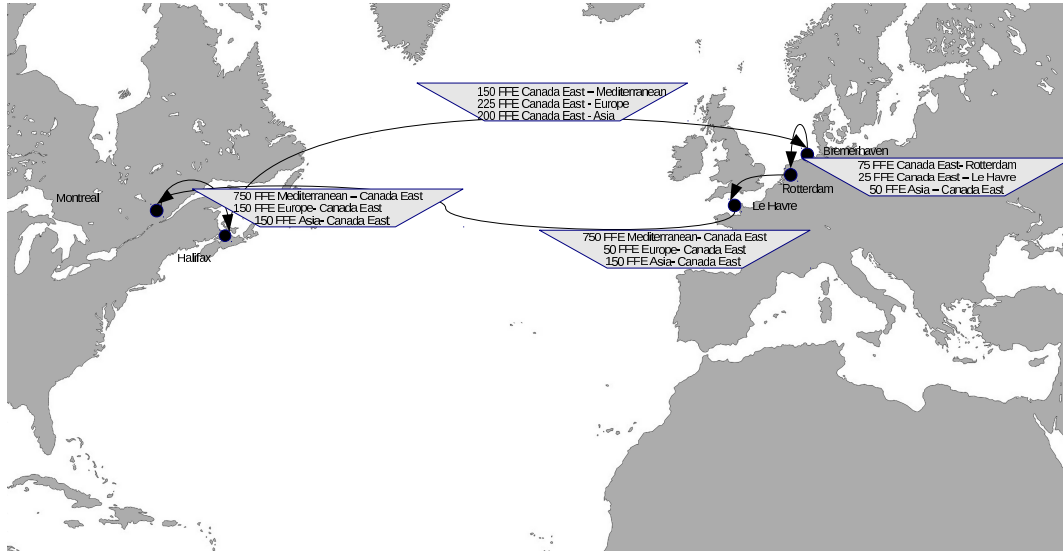 150 FFE Canada East – Mediterranean
225 FFE Canada East - Europe
200 FFE Canada East - Asia
Bremerhaven
75 FFE Canada East– Rotterdam
25 FFE Canada East – Le Havre
50 FFE Asia – Canada East
Rotterdam
Le Havre
Montreal
750 FFE Mediterranean – Canada East
150 FFE Europe- Canada East
150 FFE Asia- Canada East
Halifax
750 FFE Mediterranean- Canada East
50 FFE Europe- Canada East
150 FFE Asia- Canada East